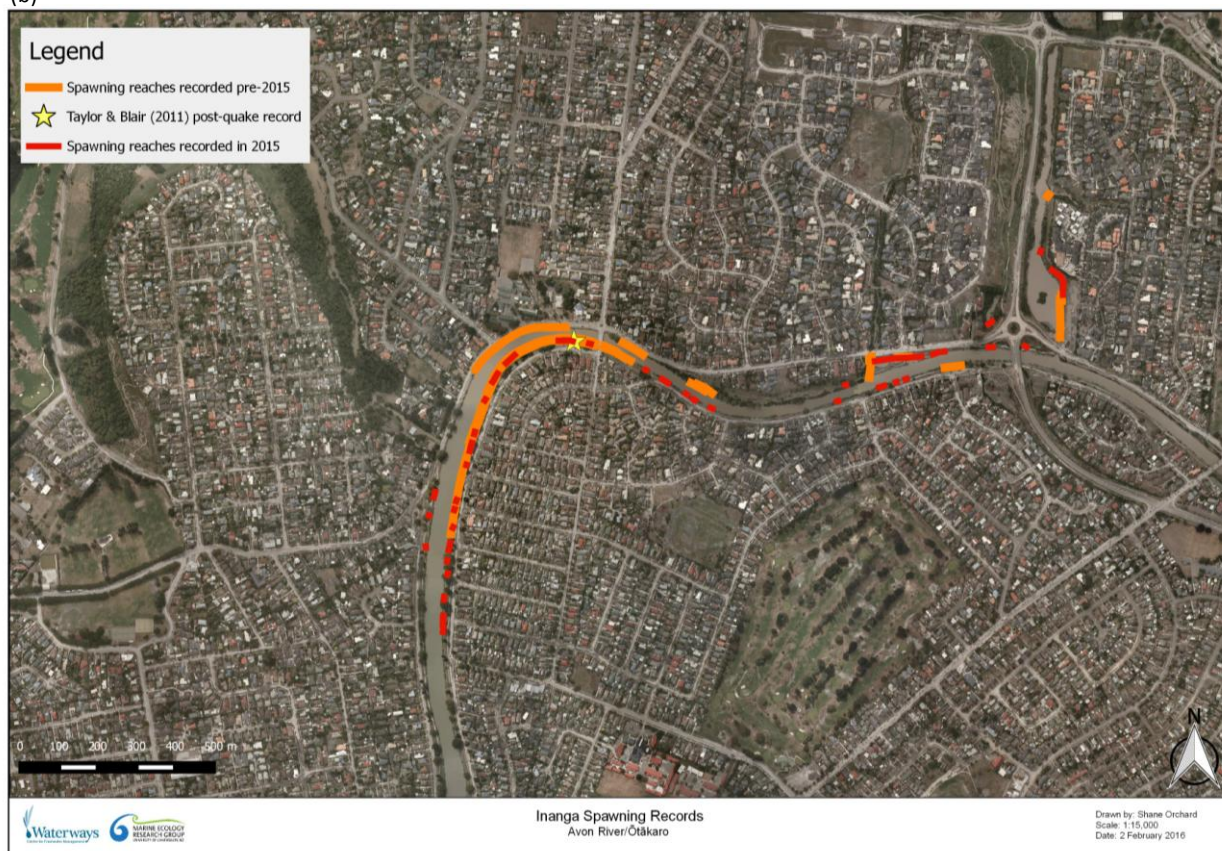 (b)
Legend
Spawning reaches recorded pre-2015
Taylor & Blair (2011) post-quake record
Spawning reaches recorded in 2015
N
0 100 200 300 400 500 m
Waterways
MARINE ECOLOGY
RESEARCH GROUP
Inanga Spawning Records
Avon River/Ōtākaro
Drawn by: Shane Orchard
Scale: 1:15,000
Date: 2 February 2016